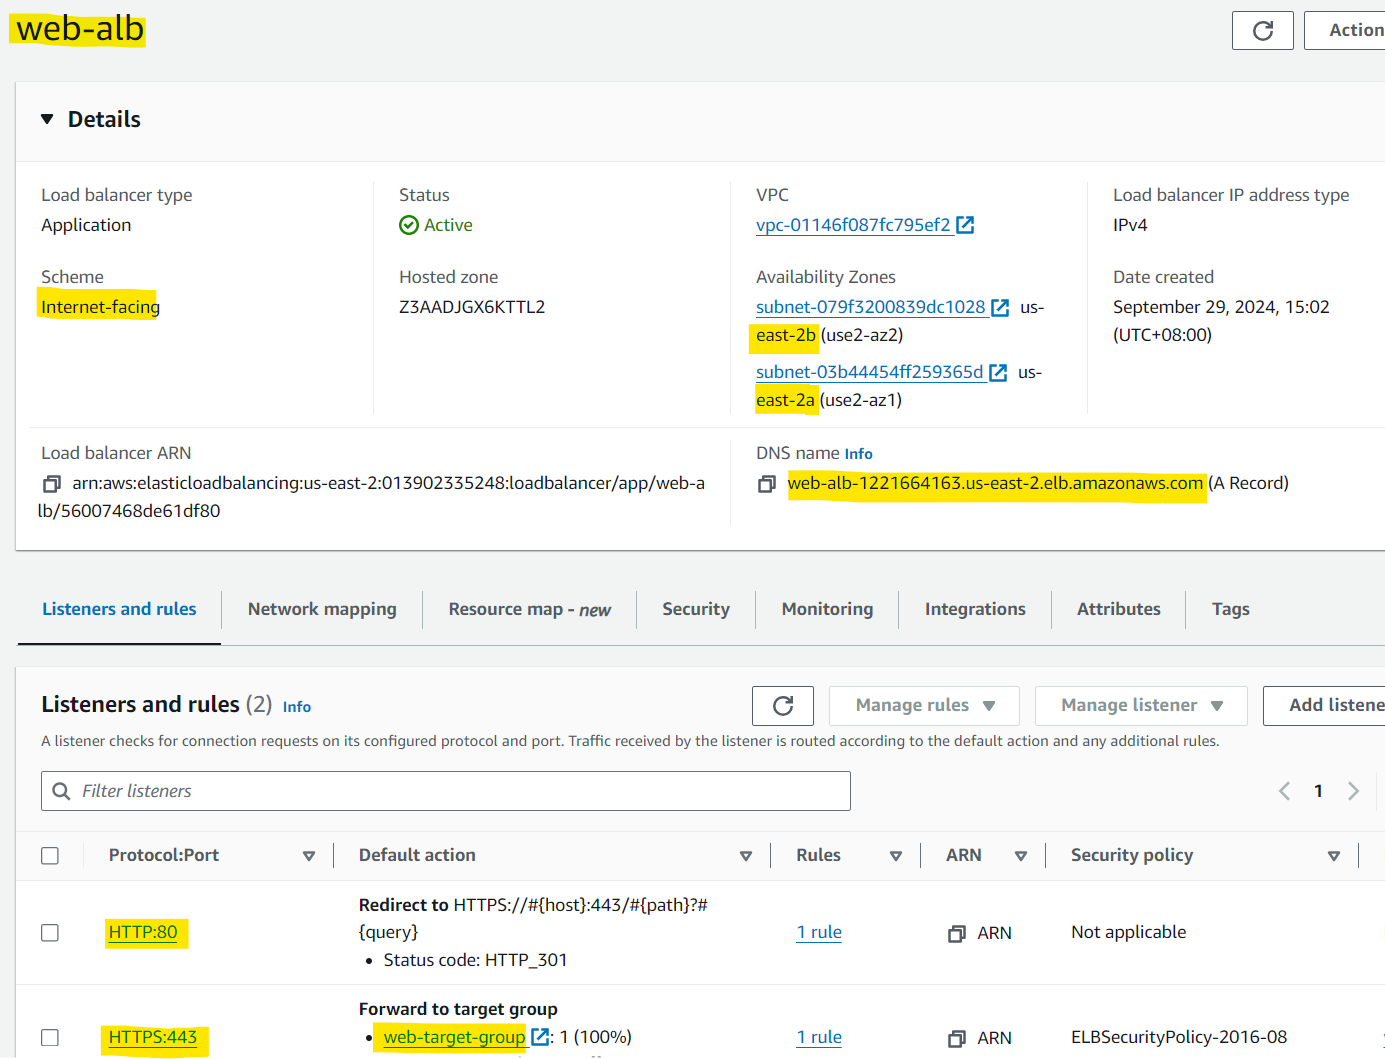 web-alb
Action
Details
Load balancer type
Application
Status
Active
VPC
vpc-01146f087fc795ef2
Load balancer IP address type
IPv4
Scheme
Internet-facing
Hosted zone
Z3AADJGX6KTTL2
Availability Zones
subnet-079f3200839dc1028 us-
east-2b (use2-az2)
subnet-03b44454ff259365d us-
east-2a (use2-az1)
Date created
September 29, 2024, 15:02
(UTC+08:00)
Load balancer ARN
arn:aws:elasticloadbalancing:us-east-2:013902335248:loadbalancer/app/web-a
lb/56007468de61df80
DNS name Info
web-alb-1221664163.us-east-2.elb.amazonaws.com (A Record)
Listeners and rules Network mapping Resource map - new Security Monitoring Integrations Attributes Tags
Listeners and rules (2) Info
Manage rules Manage listener Add listene
A listener checks for connection requests on its configured protocol and port. Traffic received by the listener is routed according to the default action and any additional rules.
Filter listeners
1
Protocol:Port Default action Rules ARN Security policy
HTTP:80
Redirect to HTTPS://#{host}:443/#{path}?#
{query}
• Status code: HTTP_301
1 rule
ARN
Not applicable
HTTPS:443
Forward to target group
• web-target-group : 1 (100%)
1 rule
ARN
ELBSecurityPolicy-2016-08